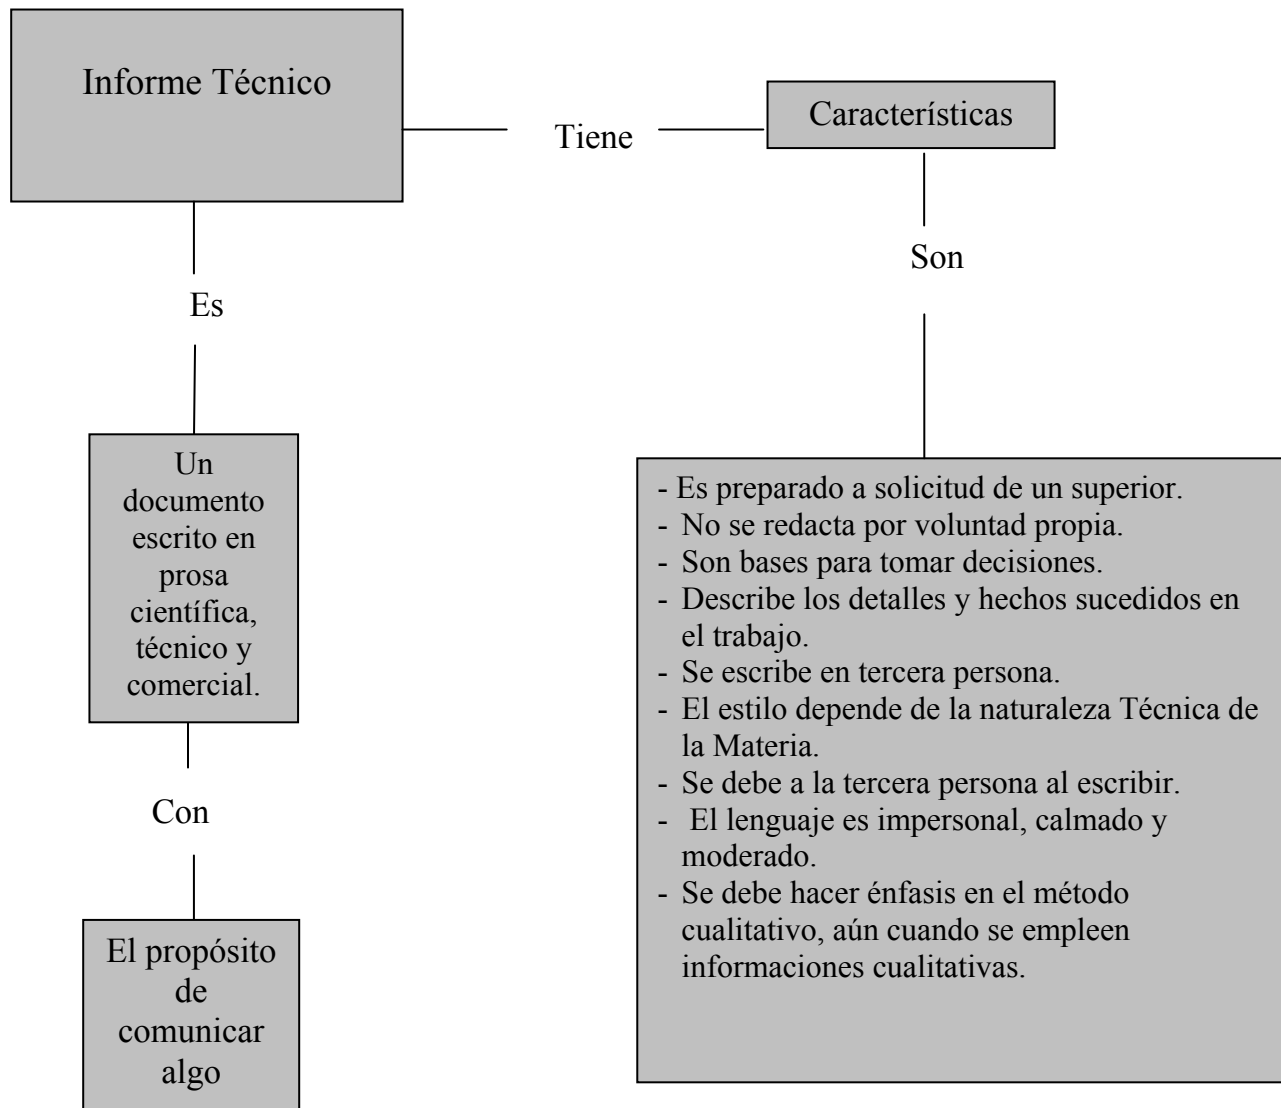 Informe Técnico
Tiene
Características
Es
Son
Un
documento
escrito en
prosa
científica,
técnico y
comercial.
Con
El propósito
de
comunicar
algo
- Es preparado a solicitud de un superior.
- No se redacta por voluntad propia.
- Son bases para tomar decisiones.
- Describe los detalles y hechos sucedidos en
el trabajo.
- Se escribe en tercera persona.
- El estilo depende de la naturaleza Técnica de
la Materia.
- Se debe a la tercera persona al escribir.
- El lenguaje es impersonal, calmado y
moderado.
- Se debe hacer énfasis en el método
cualitativo, aún cuando se empleen
informaciones cualitativas.